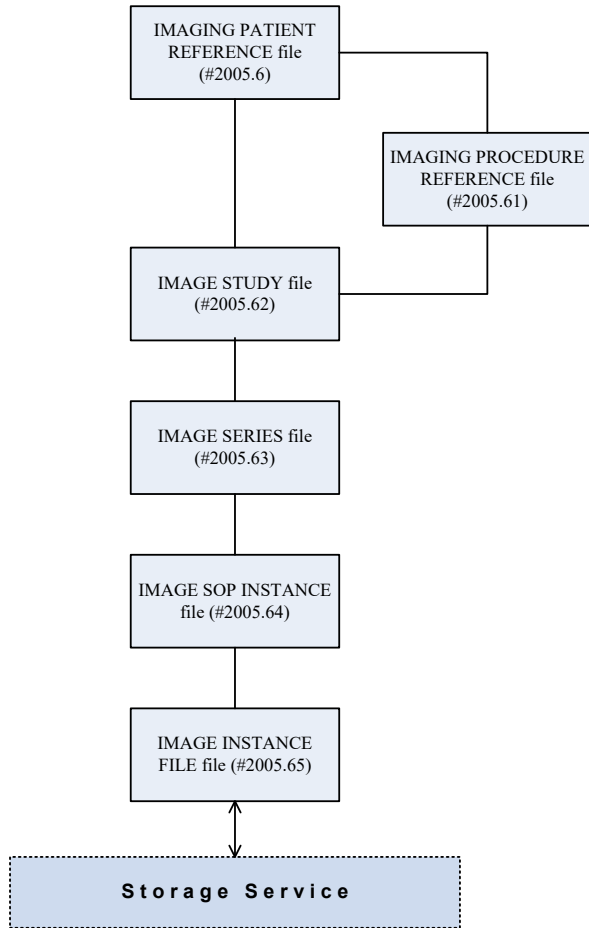 IMAGING PATIENT
REFERENCE file
(#2005.6)
IMAGING PROCEDURE
REFERENCE file
(#2005.61)
IMAGE STUDY file
(#2005.62)
IMAGE SERIES file
(#2005.63)
IMAGE SOP INSTANCE
file (#2005.64)
IMAGE INSTANCE
FILE file (#2005.65)
Storage Service